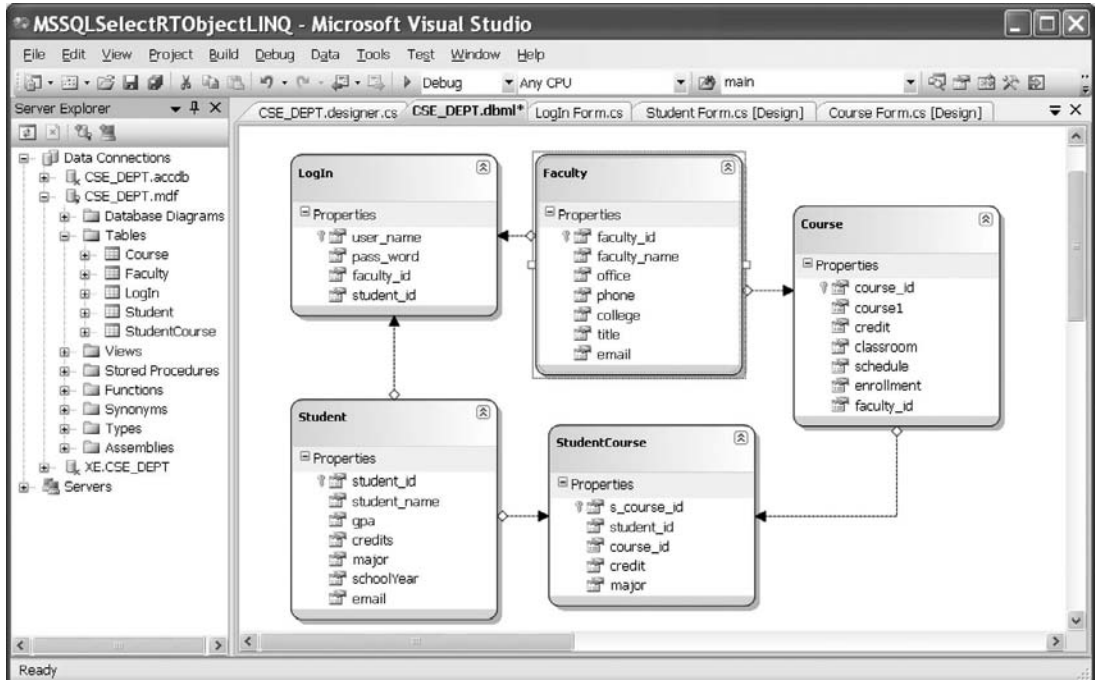 MSSQLSelectRTObjectLINQ - Microsoft Visual Studio
File Edit View Project Build Debug Data Tools Test Window Help
Debug Any CPU main
Server Explorer
CSE_DEPT.designer.cs CSE_DEPT.dbml* LogIn Form.cs Student Form.cs [Design] Course Form.cs [Design]
Data Connections
CSE_DEPT.accdb
CSE_DEPT.mdf
Database Diagrams
Tables
Course
Faculty
LogIn
Student
StudentCourse
Views
Stored Procedures
Functions
Synonyms
Types
Assemblies
XE.CSE_DEPT
Servers
LogIn
Properties
user_name
pass_word
faculty_id
student_id
Faculty
Properties
faculty_id
faculty_name
office
phone
college
title
email
Course
Properties
course_id
course1
credit
classroom
schedule
enrollment
faculty_id
Student
Properties
student_id
student_name
gpa
credits
major
schoolYear
email
StudentCourse
Properties
s_course_id
student_id
course_id
credit
major
Ready